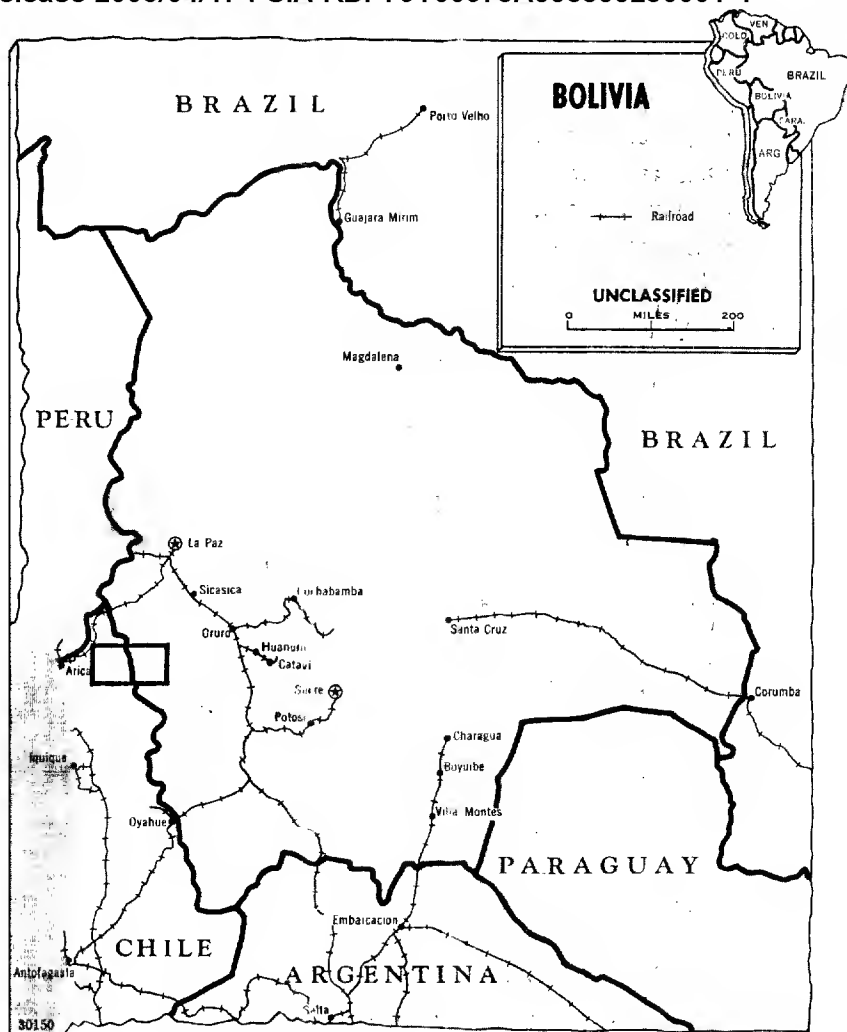 BRAZIL
Porto Velho
Guajara Mirim
BOLIVIA
Railroad
UNCLASSIFIED
0 MILES 200
VEN
COLO
PERU
BRAZIL
BOLIVIA
PARA.
ARG
Magdalena
PERU
BRAZIL
La Paz
Sicasica
Cochabamba
Oruro
Huanuni
Catavi
Santa Cruz
Arica
Sucre
Potosi
Corumba
Charagua
Iquique
Boyuibe
Oyahue
Villa Montes
PARAGUAY
Embarcacion
CHILE
Antofagasta
ARGENTINA
Salta
30150